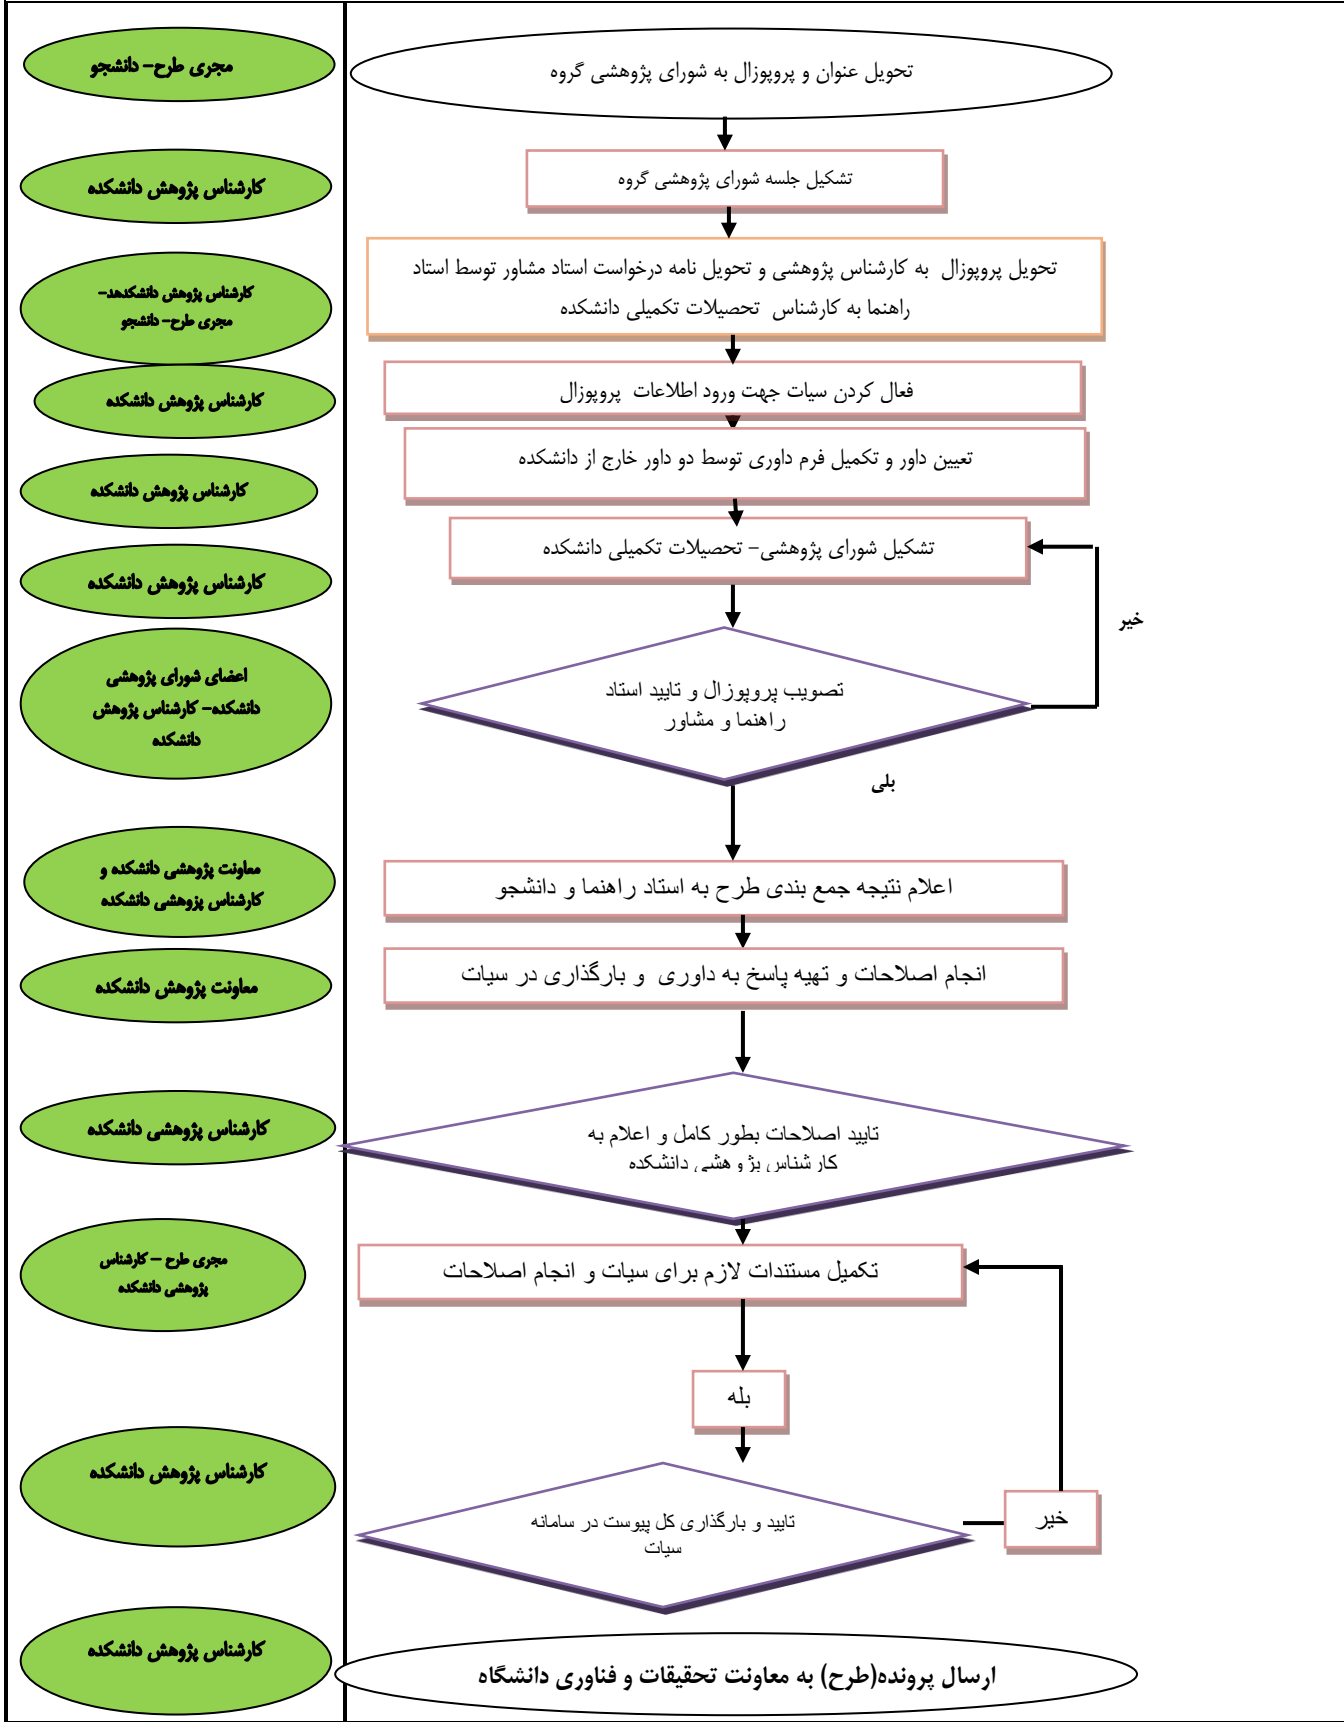 مجری طرح- دانشجو
تحویل عنوان و پروپوزال به شورای پژوهشی گروه
کارشناس پژوهش دانشکده
تشکیل جلسه شورای پژوهشی گروه
کارشناس پژوهش دانشکدهد-
مجری طرح- دانشجو
تحویل پروپوزال به کارشناس پژوهشی و تحویل نامه درخواست استاد مشاور توسط استاد
راهنما به کارشناس تحصیلات تکمیلی دانشکده
کارشناس پژوهش دانشکده
فعال کردن سیات جهت ورود اطلاعات پروپوزال
کارشناس پژوهش دانشکده
تعیین داور و تکمیل فرم داوری توسط دو داور خارج از دانشکده
کارشناس پژوهش دانشکده
تشکیل شورای پژوهشی- تحصیلات تکمیلی دانشکده
خیر
اعضای شورای پژوهشی
دانشکده- کارشناس پژوهش
دانشکده
تصویب پروپوزال و تایید استاد
راهنما و مشاور
بلی
معاونت پژوهشی دانشکده و
کارشناس پژوهشی دانشکده
اعلام نتیجه جمع بندی طرح به استاد راهنما و دانشجو
معاونت پژوهش دانشکده
انجام اصلاحات و تهیه پاسخ به داوری و بارگذاری در سیات
کارشناس پژوهشی دانشکده
تایید اصلاحات بطور کامل و اعلام به
کارشناس پژوهشی دانشکده
مجری طرح – کارشناس
پژوهشی دانشکده
تکمیل مستندات لازم برای سیات و انجام اصلاحات
بله
کارشناس پژوهش دانشکده
تایید و بارگذاری کل پیوست در سامانه
سیات
خیر
کارشناس پژوهش دانشکده
ارسال پرونده(طرح) به معاونت تحقیقات و فناوری دانشگاه